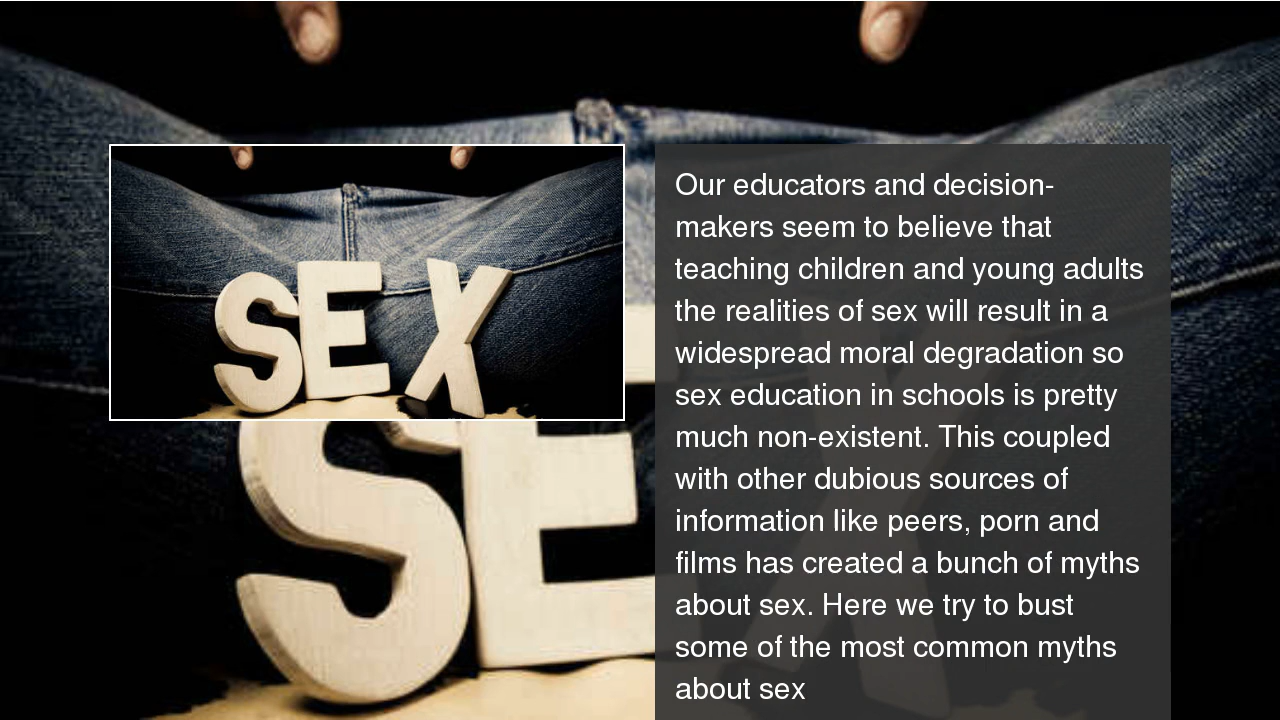 SEX
Our educators and decision-
makers seem to believe that
teaching children and young adults
the realities of sex will result in a
widespread moral degradation so
sex education in schools is pretty
much non-existent. This coupled
with other dubious sources of
information like peers, porn and
films has created a bunch of myths
about sex. Here we try to bust
some of the most common myths
about sex
SE